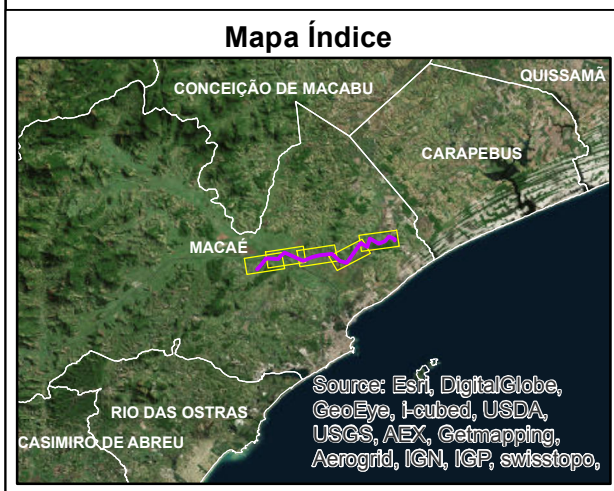 Mapa Índice
QUISSAMÃ
CONCEIÇÃO DE MACABU
CARAPEBUS
MACAÉ
RIO DAS OSTRAS
CASIMIRO DE ABREU
Source: Esri, DigitalGlobe,
GeoEye, i-cubed, USDA,
USGS, AEX, Getmapping,
Aerogrid, IGN, IGP, swisstopo,